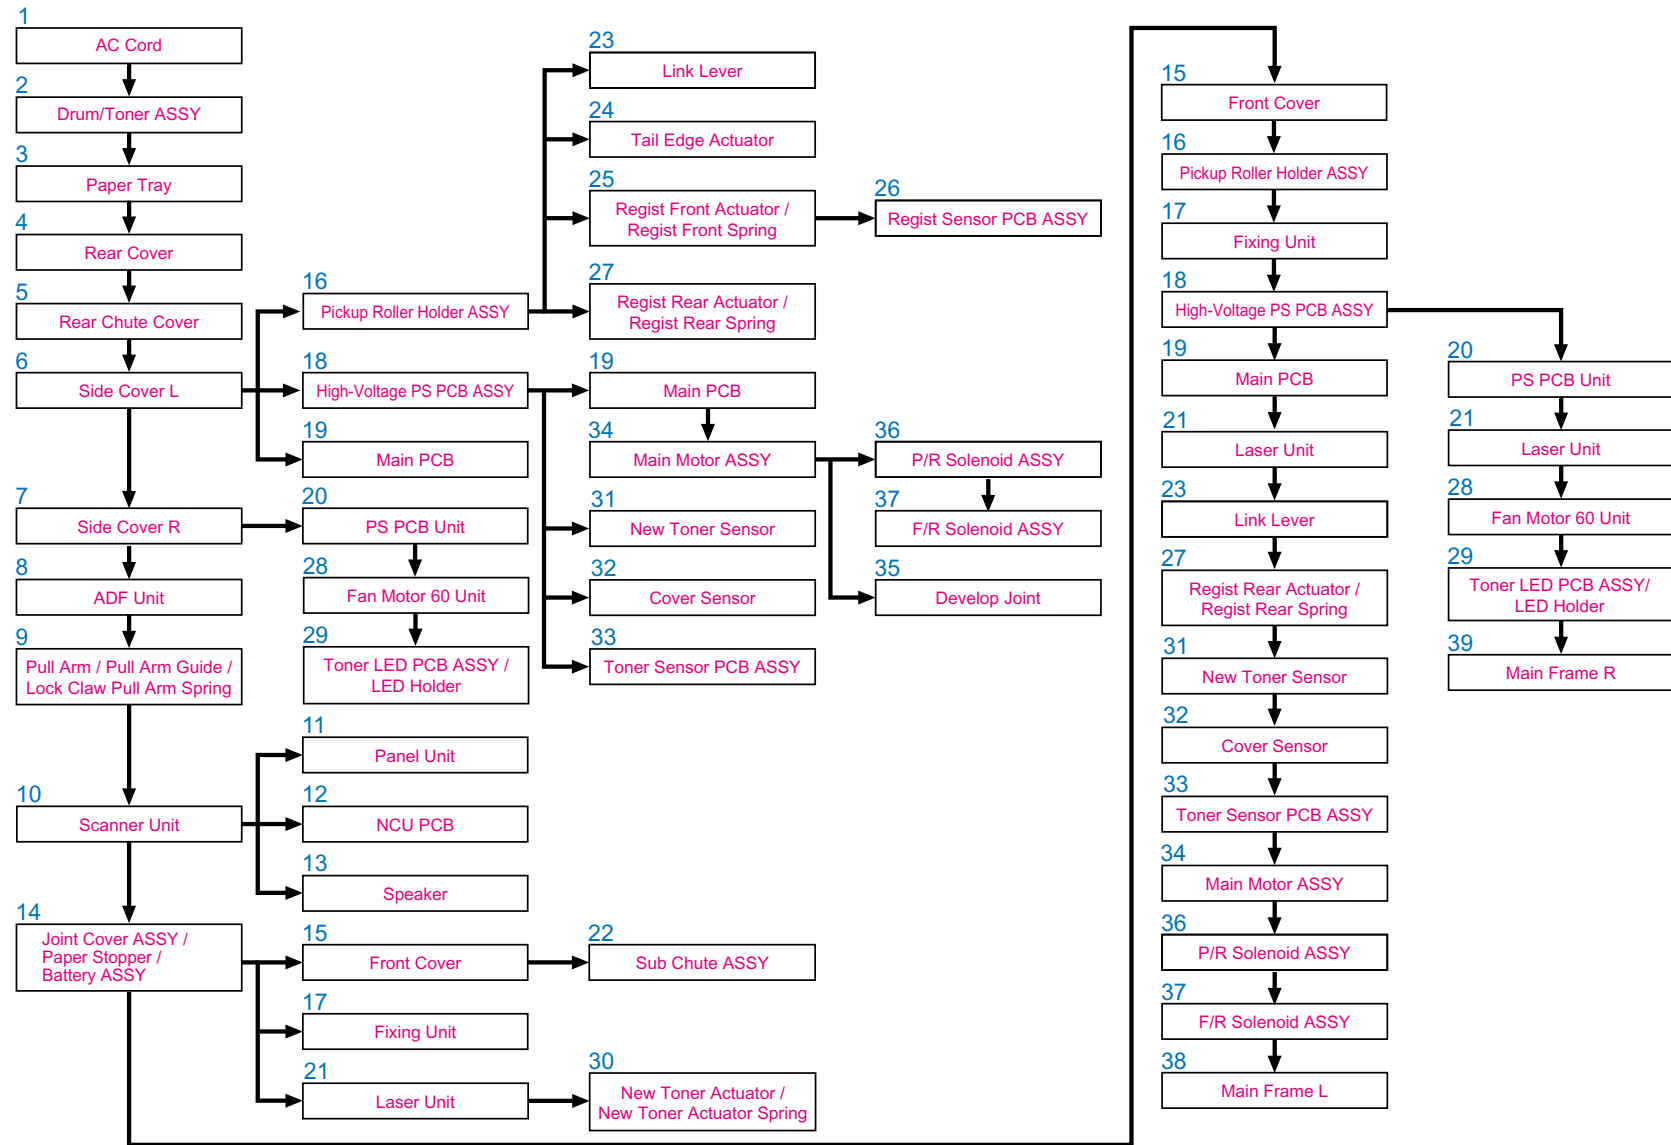 1
AC Cord
2
Drum/Toner ASSY
3
Paper Tray
4
Rear Cover
5
Rear Chute Cover
6
Side Cover L
7
Side Cover R
8
ADF Unit
9
Pull Arm / Pull Arm Guide /
Lock Claw Pull Arm Spring
10
Scanner Unit
14
Joint Cover ASSY /
Paper Stopper /
Battery ASSY
16
Pickup Roller Holder ASSY
18
High-Voltage PS PCB ASSY
19
Main PCB
20
PS PCB Unit
28
Fan Motor 60 Unit
29
Toner LED PCB ASSY /
LED Holder
11
Panel Unit
12
NCU PCB
13
Speaker
15
Front Cover
17
Fixing Unit
21
Laser Unit
23
Link Lever
24
Tail Edge Actuator
25
Regist Front Actuator /
Regist Front Spring
27
Regist Rear Actuator /
Regist Rear Spring
19
Main PCB
34
Main Motor ASSY
31
New Toner Sensor
32
Cover Sensor
33
Toner Sensor PCB ASSY
22
Sub Chute ASSY
30
New Toner Actuator /
New Toner Actuator Spring
26
Regist Sensor PCB ASSY
36
P/R Solenoid ASSY
37
F/R Solenoid ASSY
35
Develop Joint
15
Front Cover
16
Pickup Roller Holder ASSY
17
Fixing Unit
18
High-Voltage PS PCB ASSY
19
Main PCB
21
Laser Unit
23
Link Lever
27
Regist Rear Actuator /
Regist Rear Spring
31
New Toner Sensor
32
Cover Sensor
33
Toner Sensor PCB ASSY
34
Main Motor ASSY
36
P/R Solenoid ASSY
37
F/R Solenoid ASSY
38
Main Frame L
20
PS PCB Unit
21
Laser Unit
28
Fan Motor 60 Unit
29
Toner LED PCB ASSY/
LED Holder
39
Main Frame R